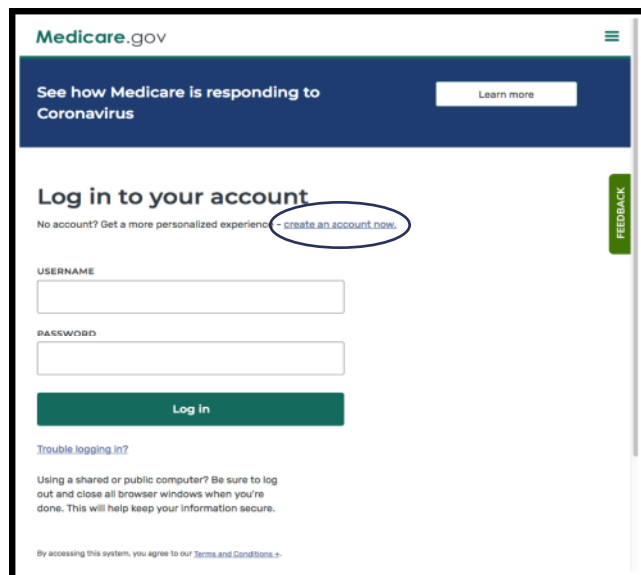 Medicare.gov
See how Medicare is responding to
Coronavirus
Learn more
Log in to your account
No account? Get a more personalized experience - create an account now.
FEEDBACK
USERNAME
PASSWORD
Log in
Trouble logging in?
Using a shared or public computer? Be sure to log
out and close all browser windows when you're
done. This will help keep your information secure.
By accessing this system, you agree to our Terms and Conditions +.